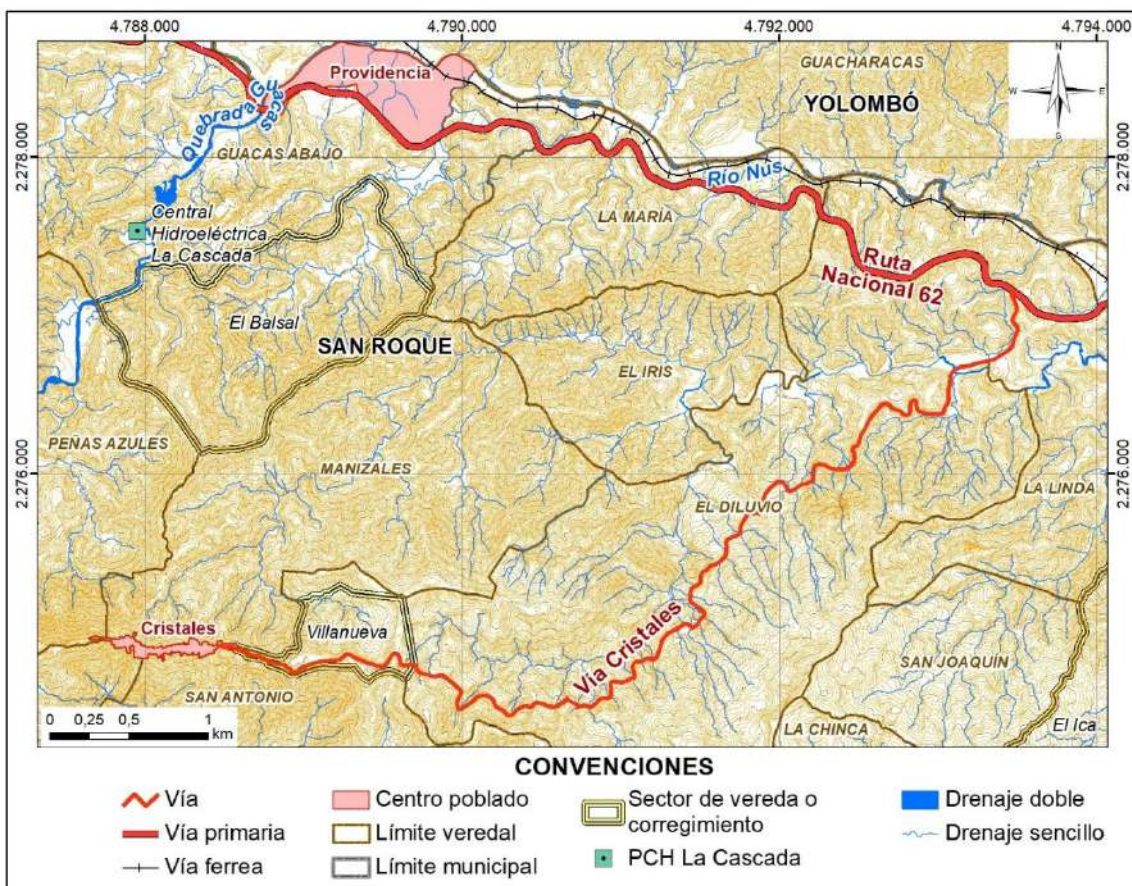 4.788.000
4.790.000
4.792.000
4.794.000
Providencia
GUACHARACAS
N
W
E
S
YOLOMBÓ
Quebrada Guacas
GUACAS ABAJO
2.278.000
2.278.000
Río Nus
Central
Hidroeléctrica
La Cascada
LA MARÍA
Ruta
Nacional 62
El Balsal
SAN ROQUE
EL IRIS
PEÑAS AZULES
MANIZALES
2.276.000
2.276.000
LA LINDA
EL DILUVIO
Cristales
Villanueva
Vía Cristales
SAN JOAQUÍN
SAN ANTONIO
LA CHINCA
El Ica
0 0,25 0,5 1
km
CONVENCIONES
Vía
Vía primaria
Vía ferrea
Centro poblado
Límite veredal
Límite municipal
Sector de vereda o
corregimiento
PCH La Cascada
Drenaje doble
Drenaje sencillo